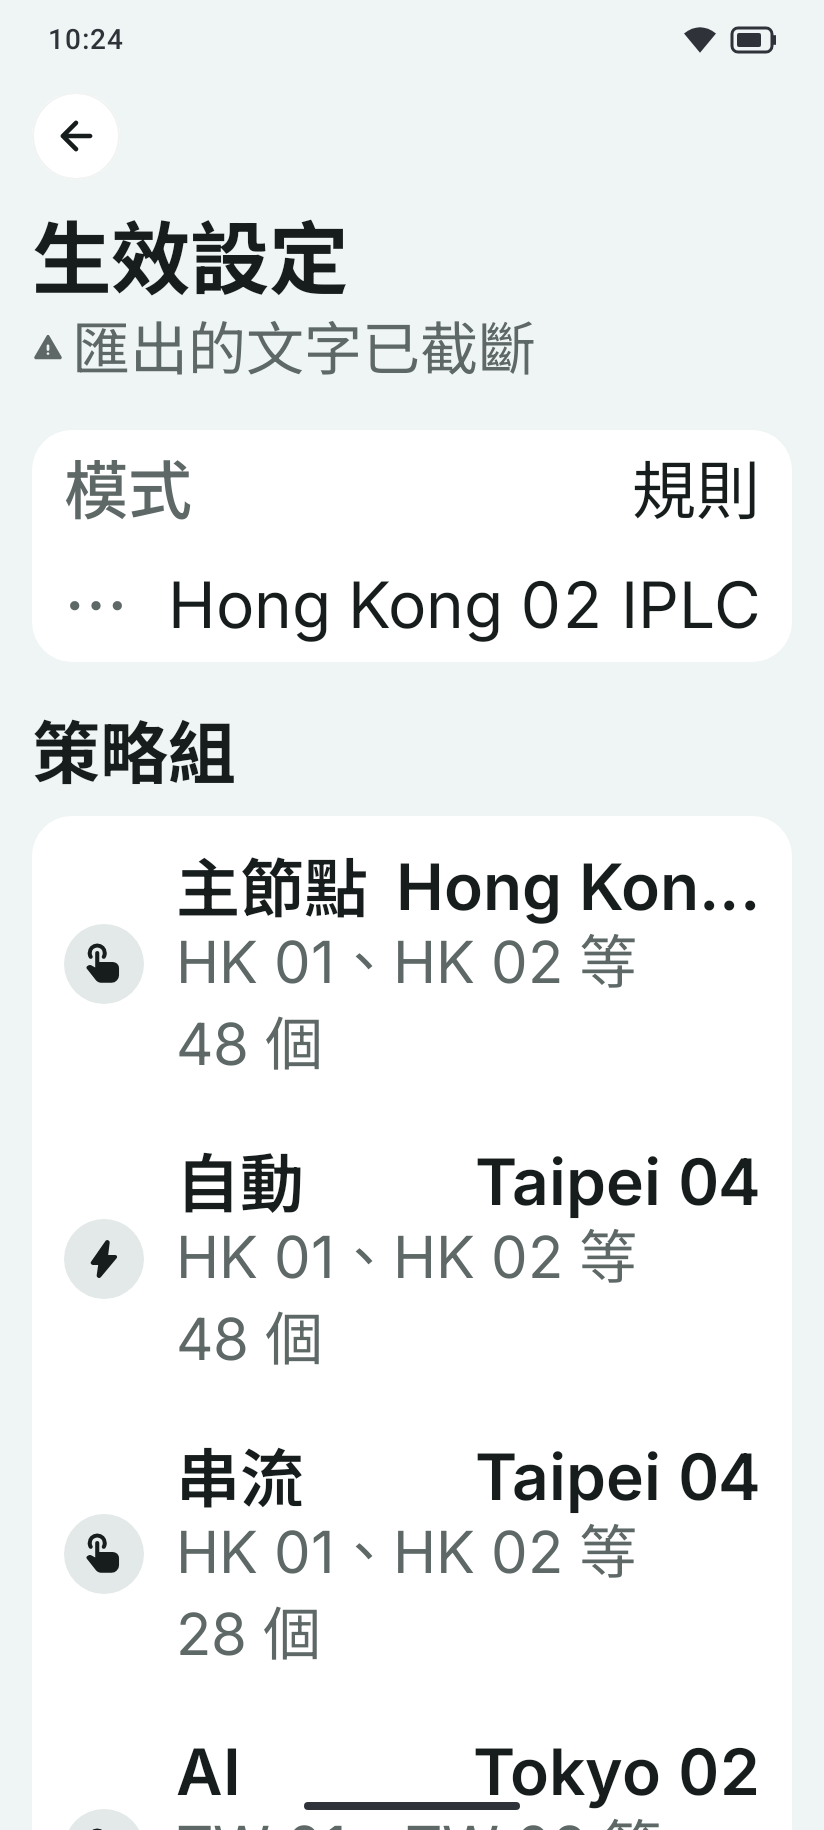 10:24
生效設定
匯出的文字已截斷
模式 規則
… Hong Kong 02 IPLC
策略組
主節點 Hong Kon…
HK 01、HK 02 等
48 個
自動 Taipei 04
HK 01、HK 02 等
48 個
串流 Taipei 04
HK 01、HK 02 等
28 個
AI Tokyo 02